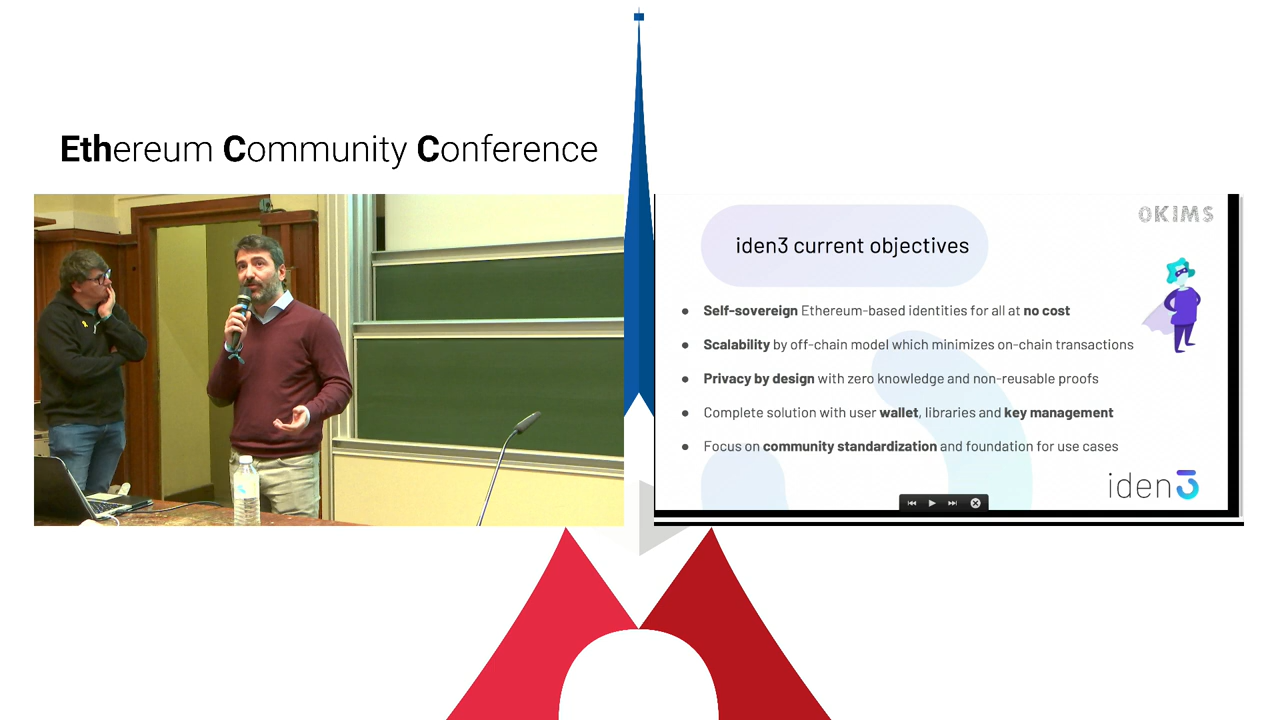 Ethereum Community Conference
OKIMS
iden3 current objectives
● Self-sovereign Ethereum-based identities for all at no cost
● Scalability by off-chain model which minimizes on-chain transactions
● Privacy by design with zero knowledge and non-reusable proofs
● Complete solution with user wallet, libraries and key management
● Focus on community standardization and foundation for use cases
iden3